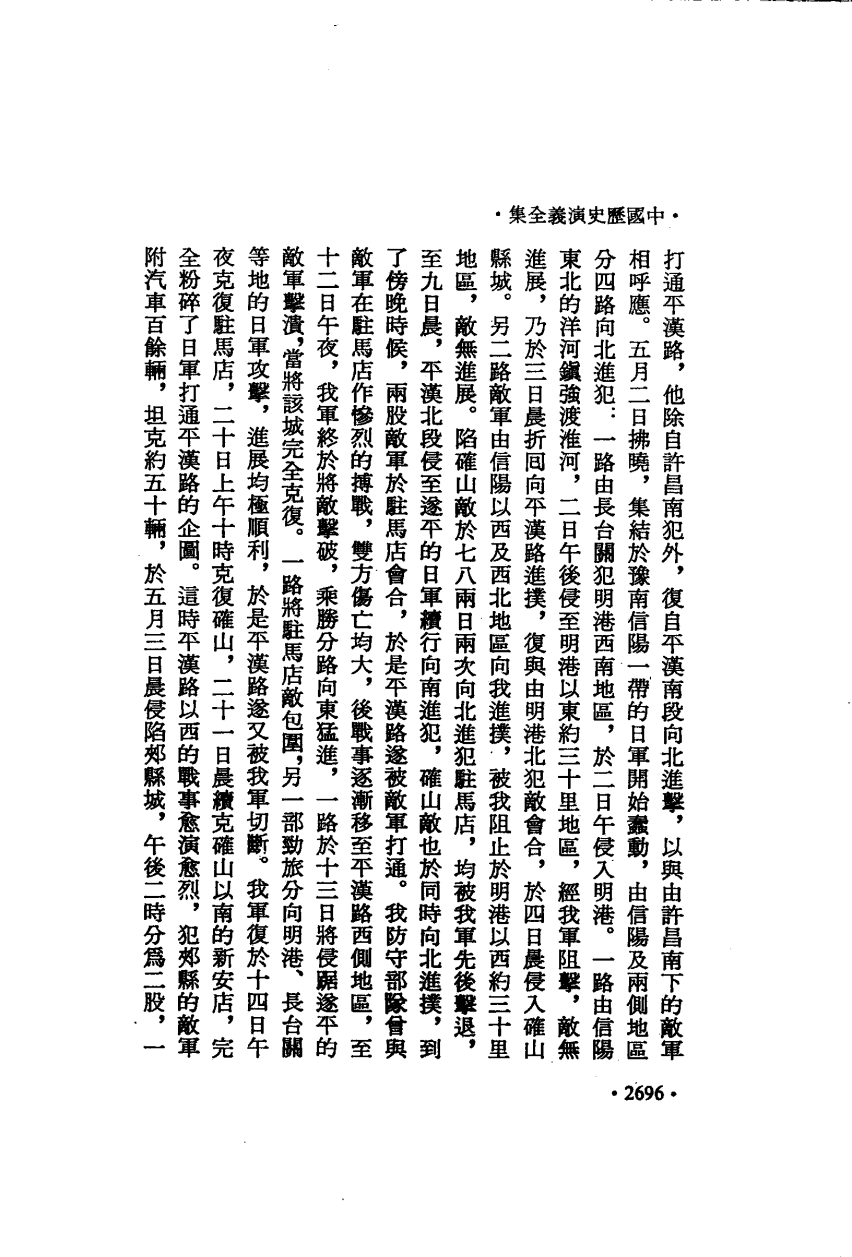 ·中國歷史演義全集·
打通平漢路，他除自許昌南犯外，復自平漢南段向北進擊，以與由許昌南下的敵軍
相呼應。五月二日拂曉，集結於豫南信陽一帶的日軍開始蠢動，由信陽及兩側地區
分四路向北進犯：一路由長台關犯明港西南地區，於二日午侵入明港。一路由信陽
東北的洋河鎭強渡淮河，二日午後侵至明港以東約三十里地區，經我軍阻擊，敵無
進展，乃於三日晨折囘向平漢路進撲，復與由明港北犯敵會合，於四日晨侵入確山
縣城。另二路敵軍由信陽以西及西北地區向我進撲，被我阻止於明港以西約三十里
地區，敵無進展。陷確山敵於七八兩日兩次向北進犯駐馬店，均被我軍先後擊退，
至九日晨，平漢北段侵至遂平的日軍續行向南進犯，確山敵也於同時向北進撲，到
了傍晚時候，兩股敵軍於駐馬店會合，於是平漢路遂被敵軍打通。我防守部隊曾與
敵軍在駐馬店作慘烈的搏戰，雙方傷亡均大，後戰事逐漸移至平漢路西側地區，至
十二日午夜，我軍終於將敵擊破，乘勝分路向東猛進，一路於十三日將侵踞遂平的
敵軍擊潰，當將該城完全克復。一路將駐馬店敵包圍，另一部勁旅分向明港、長台關
等地的日軍攻擊，進展均極順利，於是平漢路遂又被我軍切斷。我軍復於十四日午
夜克復駐馬店，二十日上午十時克復確山，二十一日晨續克確山以南的新安店，完
全粉碎了日軍打通平漢路的企圖。這時平漢路以西的戰事愈演愈烈，犯郟縣的敵軍
附汽車百餘輛，坦克約五十輛，於五月三日晨侵陷郟縣城，午後二時分爲二股，一
·2696·